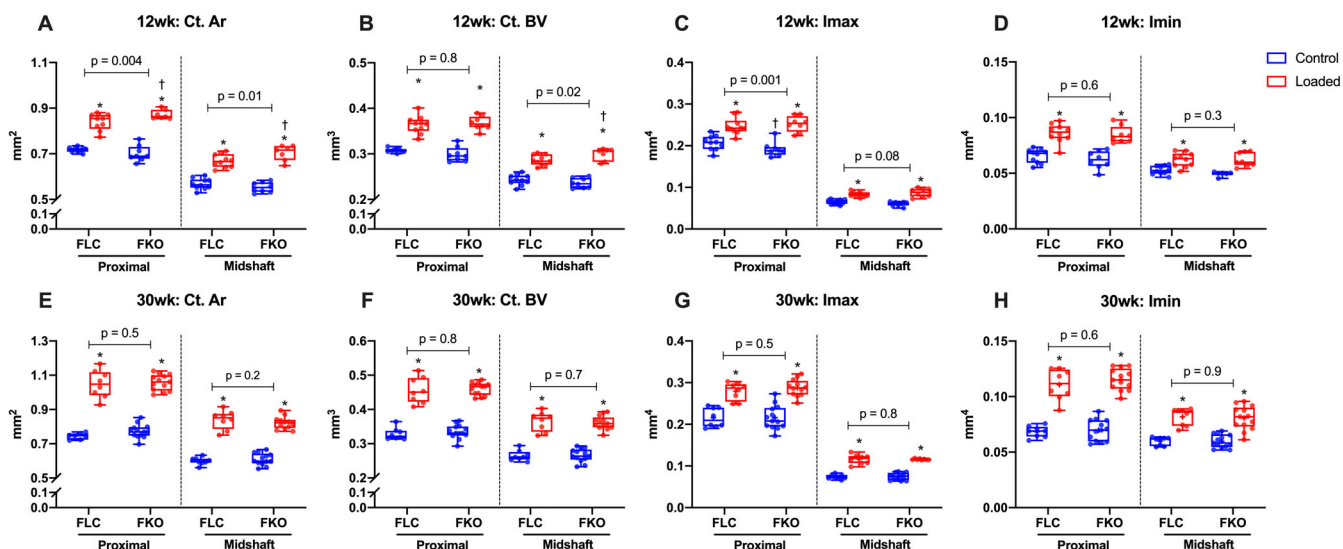 A 12wk: Ct. Ar
mm²
1.1
0.9
0.7
0.5
0.1
0.0
p = 0.004
p = 0.01
* * † * * †
FLC FKO FLC FKO
Proximal Midshaft
B 12wk: Ct. BV
mm³
0.5
0.4
0.3
0.2
0.1
0.0
p = 0.8
p = 0.02
* * * * †
FLC FKO FLC FKO
Proximal Midshaft
C 12wk: Imax
mm⁴
0.4
0.3
0.2
0.1
0.0
p = 0.001
p = 0.08
* † * * *
FLC FKO FLC FKO
Proximal Midshaft
D 12wk: Imin
mm⁴
0.15
0.10
0.05
0.00
p = 0.6
p = 0.3
* * * *
FLC FKO FLC FKO
Proximal Midshaft
Control
Loaded
E 30wk: Ct. Ar
mm²
1.3
1.1
0.9
0.7
0.5
0.1
0.0
p = 0.5
p = 0.2
* * * *
FLC FKO FLC FKO
Proximal Midshaft
F 30wk: Ct. BV
mm³
0.6
0.5
0.4
0.3
0.2
0.1
0.0
p = 0.8
p = 0.7
* * * *
FLC FKO FLC FKO
Proximal Midshaft
G 30wk: Imax
mm⁴
0.4
0.3
0.2
0.1
0.0
p = 0.5
p = 0.8
* * * *
FLC FKO FLC FKO
Proximal Midshaft
H 30wk: Imin
mm⁴
0.15
0.10
0.05
0.00
p = 0.6
p = 0.9
* * * *
FLC FKO FLC FKO
Proximal Midshaft